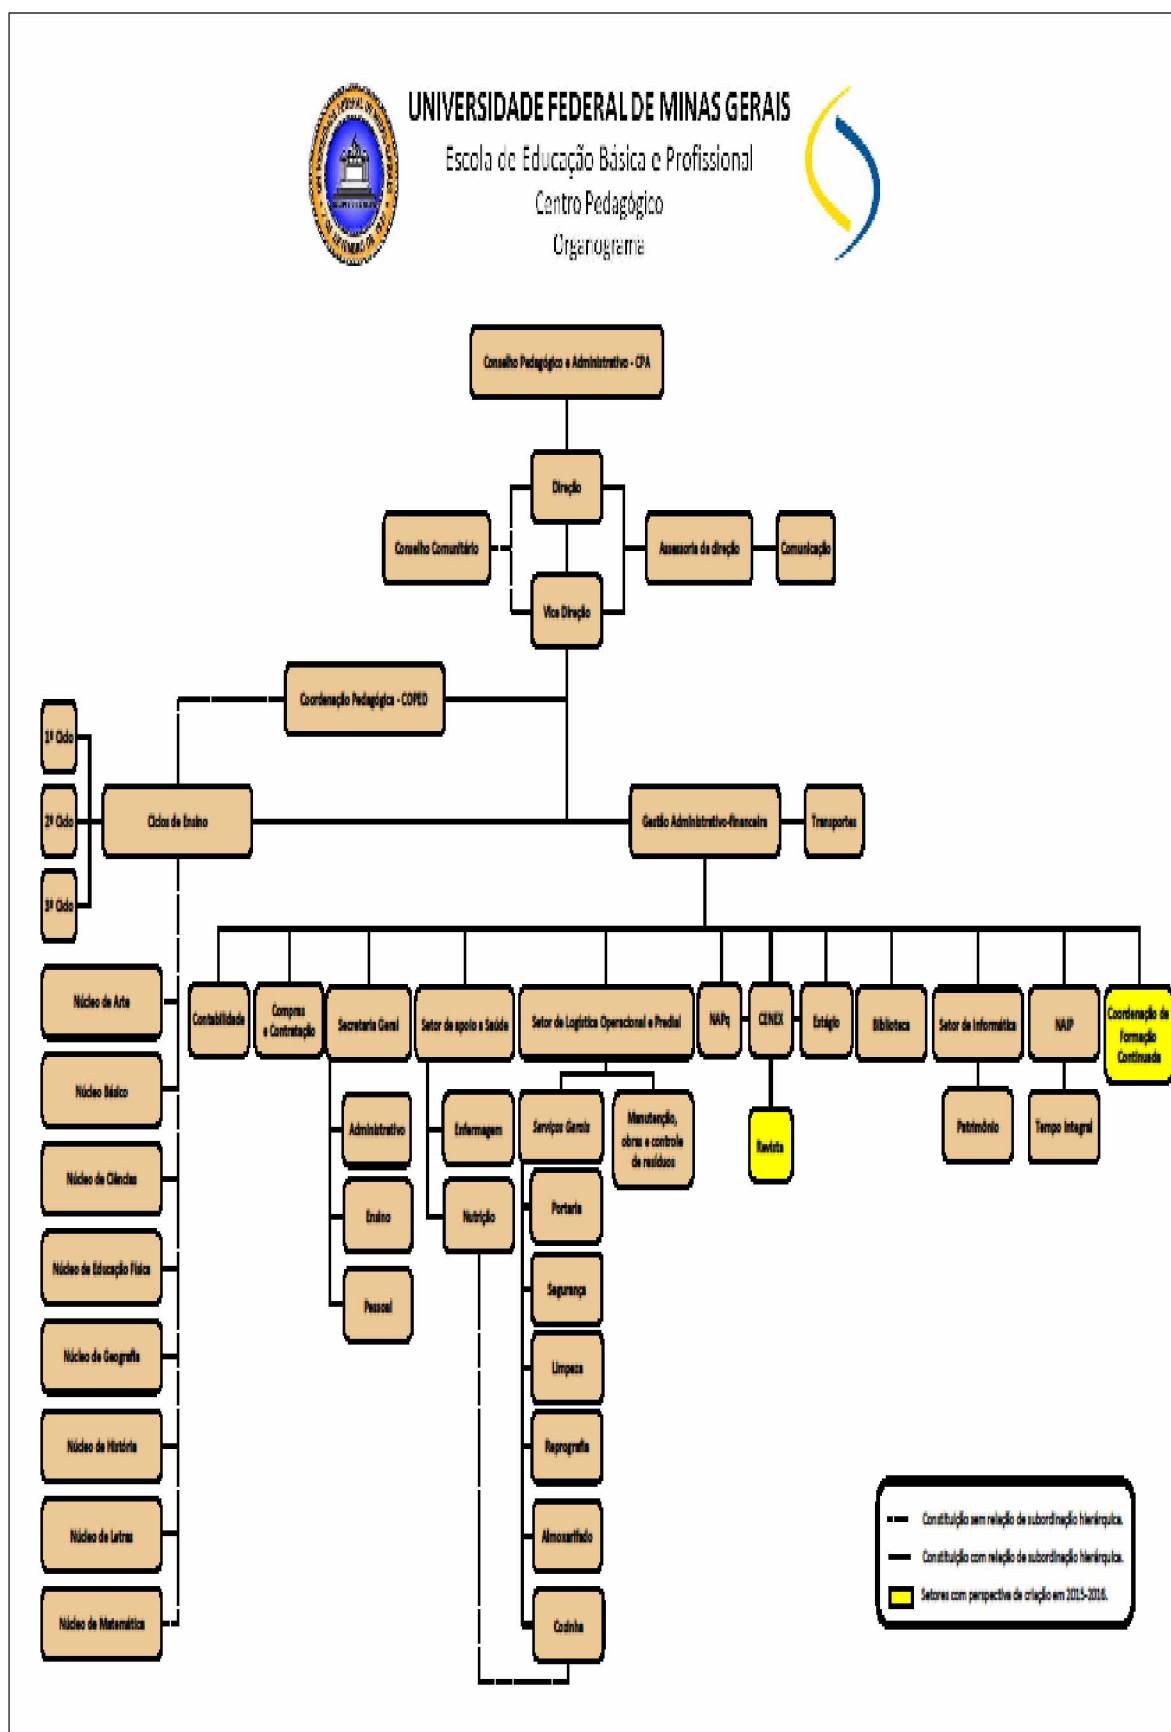 UNIVERSIDADE FEDERAL DE MINAS GERAIS
Escola de Educação Básica e Profissional
Centro Pedagógico
Organograma
Conselho Pedagógico e Administrativo - CPA
Direção
Conselho Comunitário
Assessoria da direção
Comunicação
Vice Direção
Coordenação Pedagógica - COPED
1º Ciclo
2º Ciclo
3º Ciclo
Ciclos de Ensino
Gestão Administrativo-financeira
Transportes
Contabilidade
Compras
e Contratação
Secretaria Geral
Setor de apoio a Saúde
Setor de Logística Operacional e Predial
NAPq
CENEX
Estágio
Biblioteca
Setor de Informática
NAIP
Coordenação de
Formação
Continuada
Administrativo
Ensino
Pessoal
Enfermagem
Nutrição
Serviços Gerais
Manutenção,
obras e controle
de resíduos
Revista
Patrimônio
Tempo Integral
Portaria
Segurança
Limpeza
Reprografia
Almoxarifado
Cozinha
Núcleo de Arte
Núcleo Básico
Núcleo de Ciências
Núcleo de Educação Física
Núcleo de Geografia
Núcleo de História
Núcleo de Letras
Núcleo de Matemática
Constituição sem relação de subordinação hierárquica.
Constituição com relação de subordinação hierárquica.
Setores com perspectiva de criação em 2015-2016.